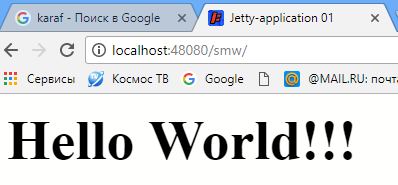 karaf - Поиск в Google Jetty-application 01
localhost:48080/smw/
Сервисы Космос ТВ Google @MAIL.RU: почта
Hello World!!!